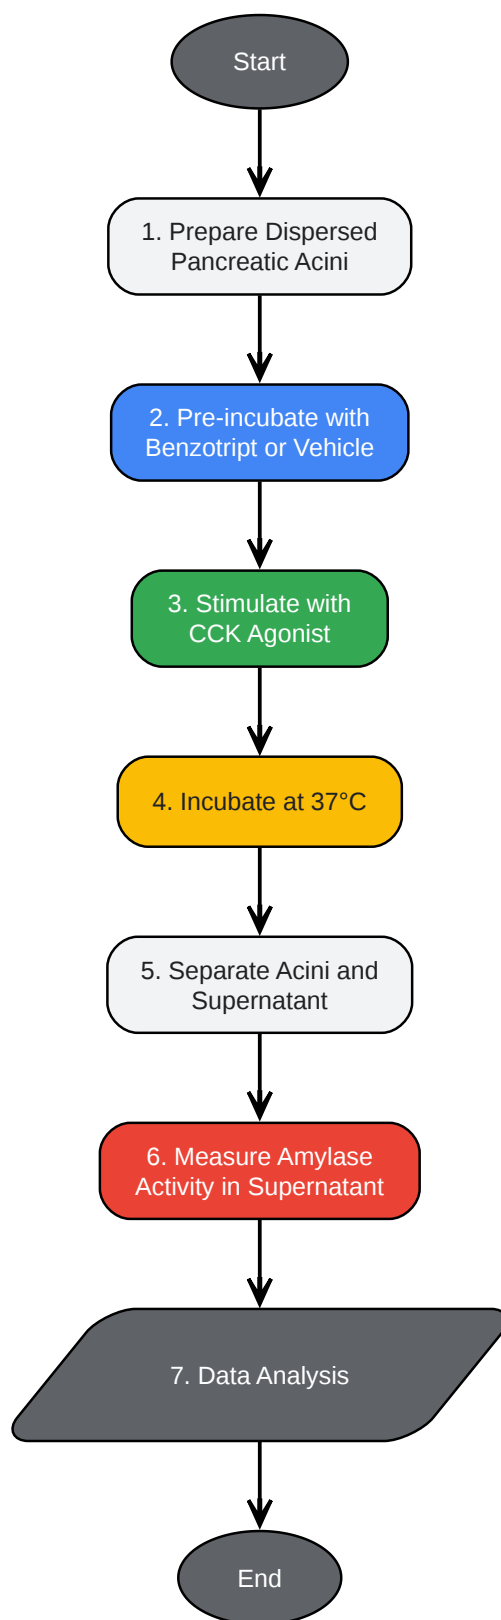 Start
1. Prepare Dispersed
Pancreatic Acini
2. Pre-incubate with
Benzotript or Vehicle
3. Stimulate with
CCK Agonist
4. Incubate at 37°C
5. Separate Acini and
Supernatant
6. Measure Amylase
Activity in Supernatant
7. Data Analysis
End